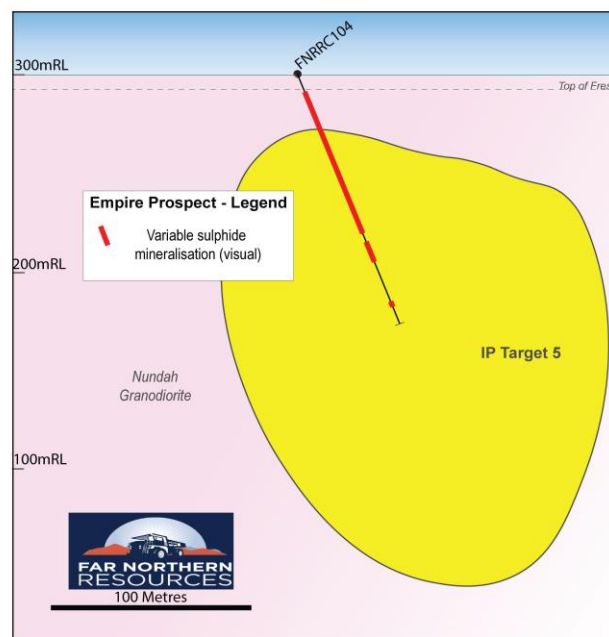 FNRRC104
300mRL
Top of Fres
Empire Prospect - Legend
Variable sulphide
mineralisation (visual)
200mRL
IP Target 5
Nundah
Granodiorite
100mRL
FAR NORTHERN
RESOURCES
100 Metres